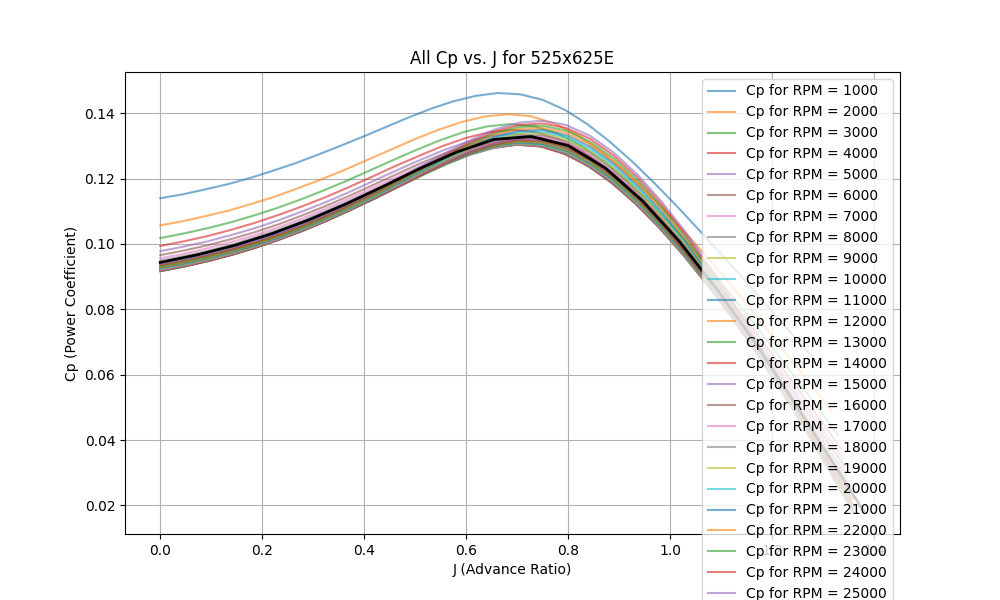 All Cp vs. J for 525x625E
Cp (Power Coefficient)
0.14
0.12
0.10
0.08
0.06
0.04
0.02
0.0 0.2 0.4 0.6 0.8 1.0
J (Advance Ratio)
Cp for RPM = 1000
Cp for RPM = 2000
Cp for RPM = 3000
Cp for RPM = 4000
Cp for RPM = 5000
Cp for RPM = 6000
Cp for RPM = 7000
Cp for RPM = 8000
Cp for RPM = 9000
Cp for RPM = 10000
Cp for RPM = 11000
Cp for RPM = 12000
Cp for RPM = 13000
Cp for RPM = 14000
Cp for RPM = 15000
Cp for RPM = 16000
Cp for RPM = 17000
Cp for RPM = 18000
Cp for RPM = 19000
Cp for RPM = 20000
Cp for RPM = 21000
Cp for RPM = 22000
Cp for RPM = 23000
Cp for RPM = 24000
Cp for RPM = 25000